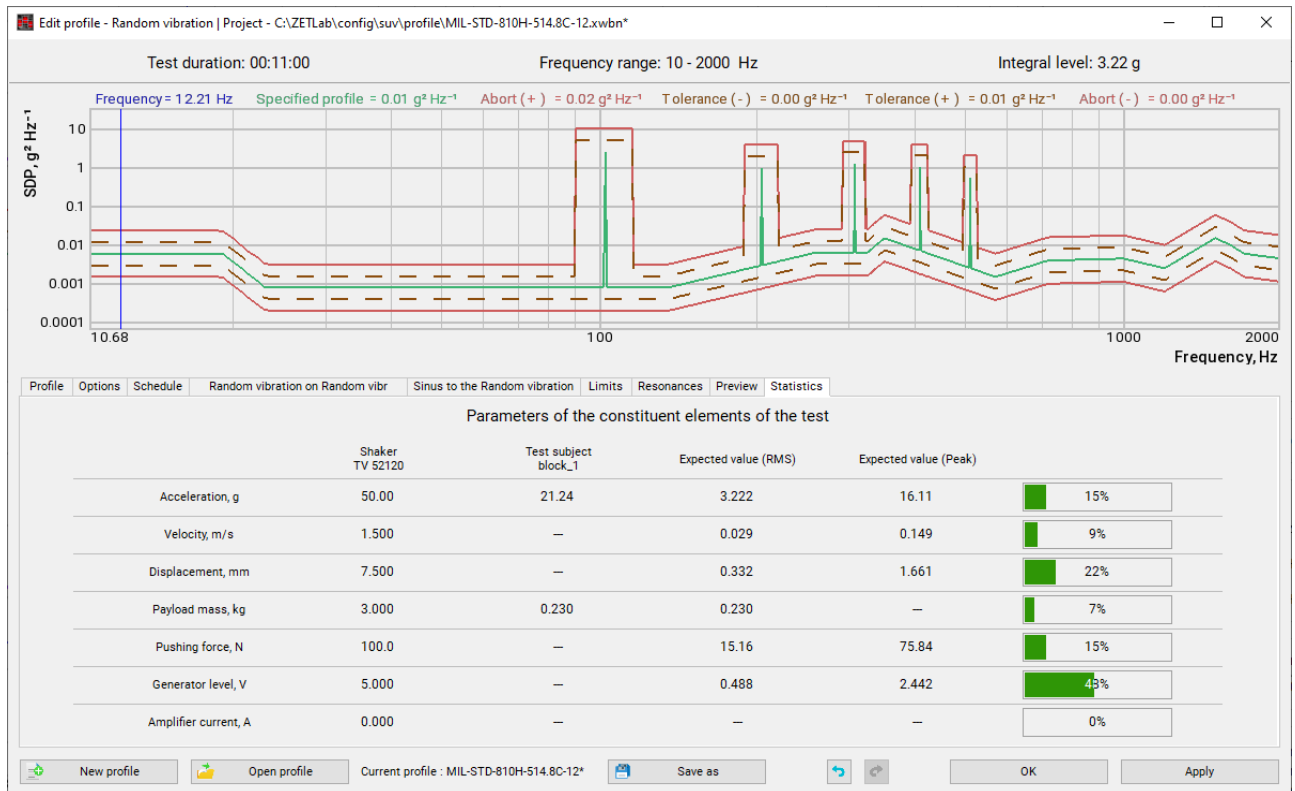 Edit profile - Random vibration | Project - C:\ZETLab\config\suv\profile\MIL-STD-810H-514.8C-12.xwbn*
Test duration: 00:11:00 Frequency range: 10 - 2000 Hz Integral level: 3.22 g
Frequency= 12.21 Hz Specified profile = 0.01 g² Hz⁻¹ Abort (+) = 0.02 g² Hz⁻¹ Tolerance (-) = 0.00 g² Hz⁻¹ Tolerance (+) = 0.01 g² Hz⁻¹ Abort (-) = 0.00 g² Hz⁻¹
SDP, g² Hz⁻¹
10
1
0.1
0.01
0.001
0.0001
10.68 100 1000 2000
Frequency, Hz
Profile Options Schedule Random vibration on Random vibr Sinus to the Random vibration Limits Resonances Preview Statistics
Parameters of the constituent elements of the test
Shaker Test subject
TV 52120 block_1 Expected value (RMS) Expected value (Peak)
Acceleration, g 50.00 21.24 3.222 16.11 15%
Velocity, m/s 1.500 — 0.029 0.149 9%
Displacement, mm 7.500 — 0.332 1.661 22%
Payload mass, kg 3.000 0.230 0.230 — 7%
Pushing force, N 100.0 — 15.16 75.84 15%
Generator level, V 5.000 — 0.488 2.442 48%
Amplifier current, A 0.000 — — — 0%
New profile Open profile Current profile : MIL-STD-810H-514.8C-12* Save as OK Apply